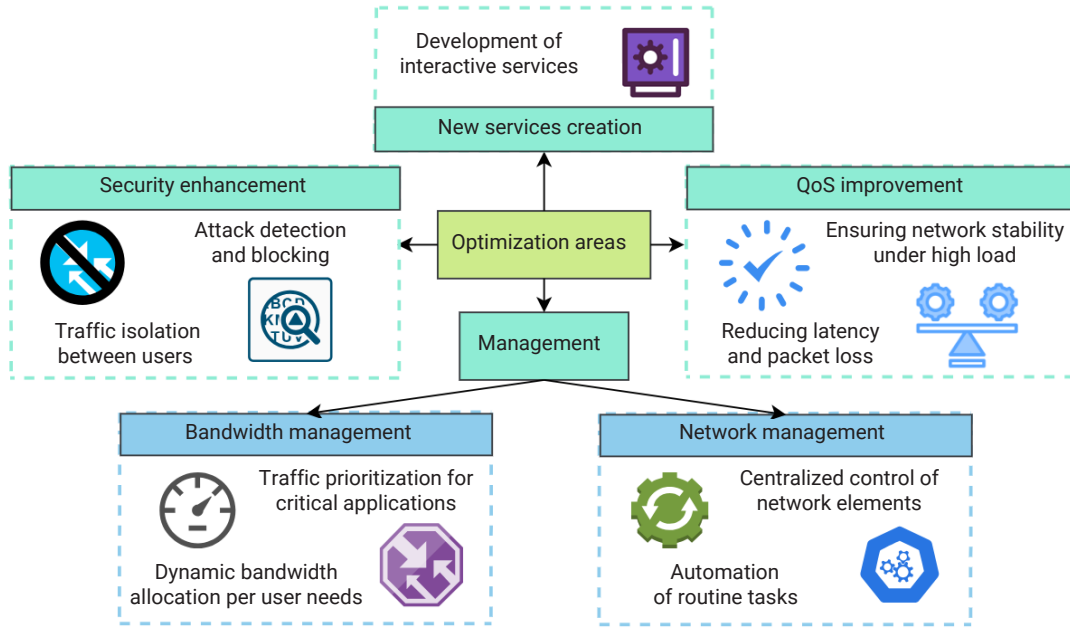 Development of
interactive services
New services creation
Security enhancement
Attack detection
and blocking
Traffic isolation
between users
Optimization areas
QoS improvement
Ensuring network stability
under high load
Reducing latency
and packet loss
Management
Bandwidth management
Traffic prioritization for
critical applications
Dynamic bandwidth
allocation per user needs
Network management
Centralized control of
network elements
Automation
of routine tasks